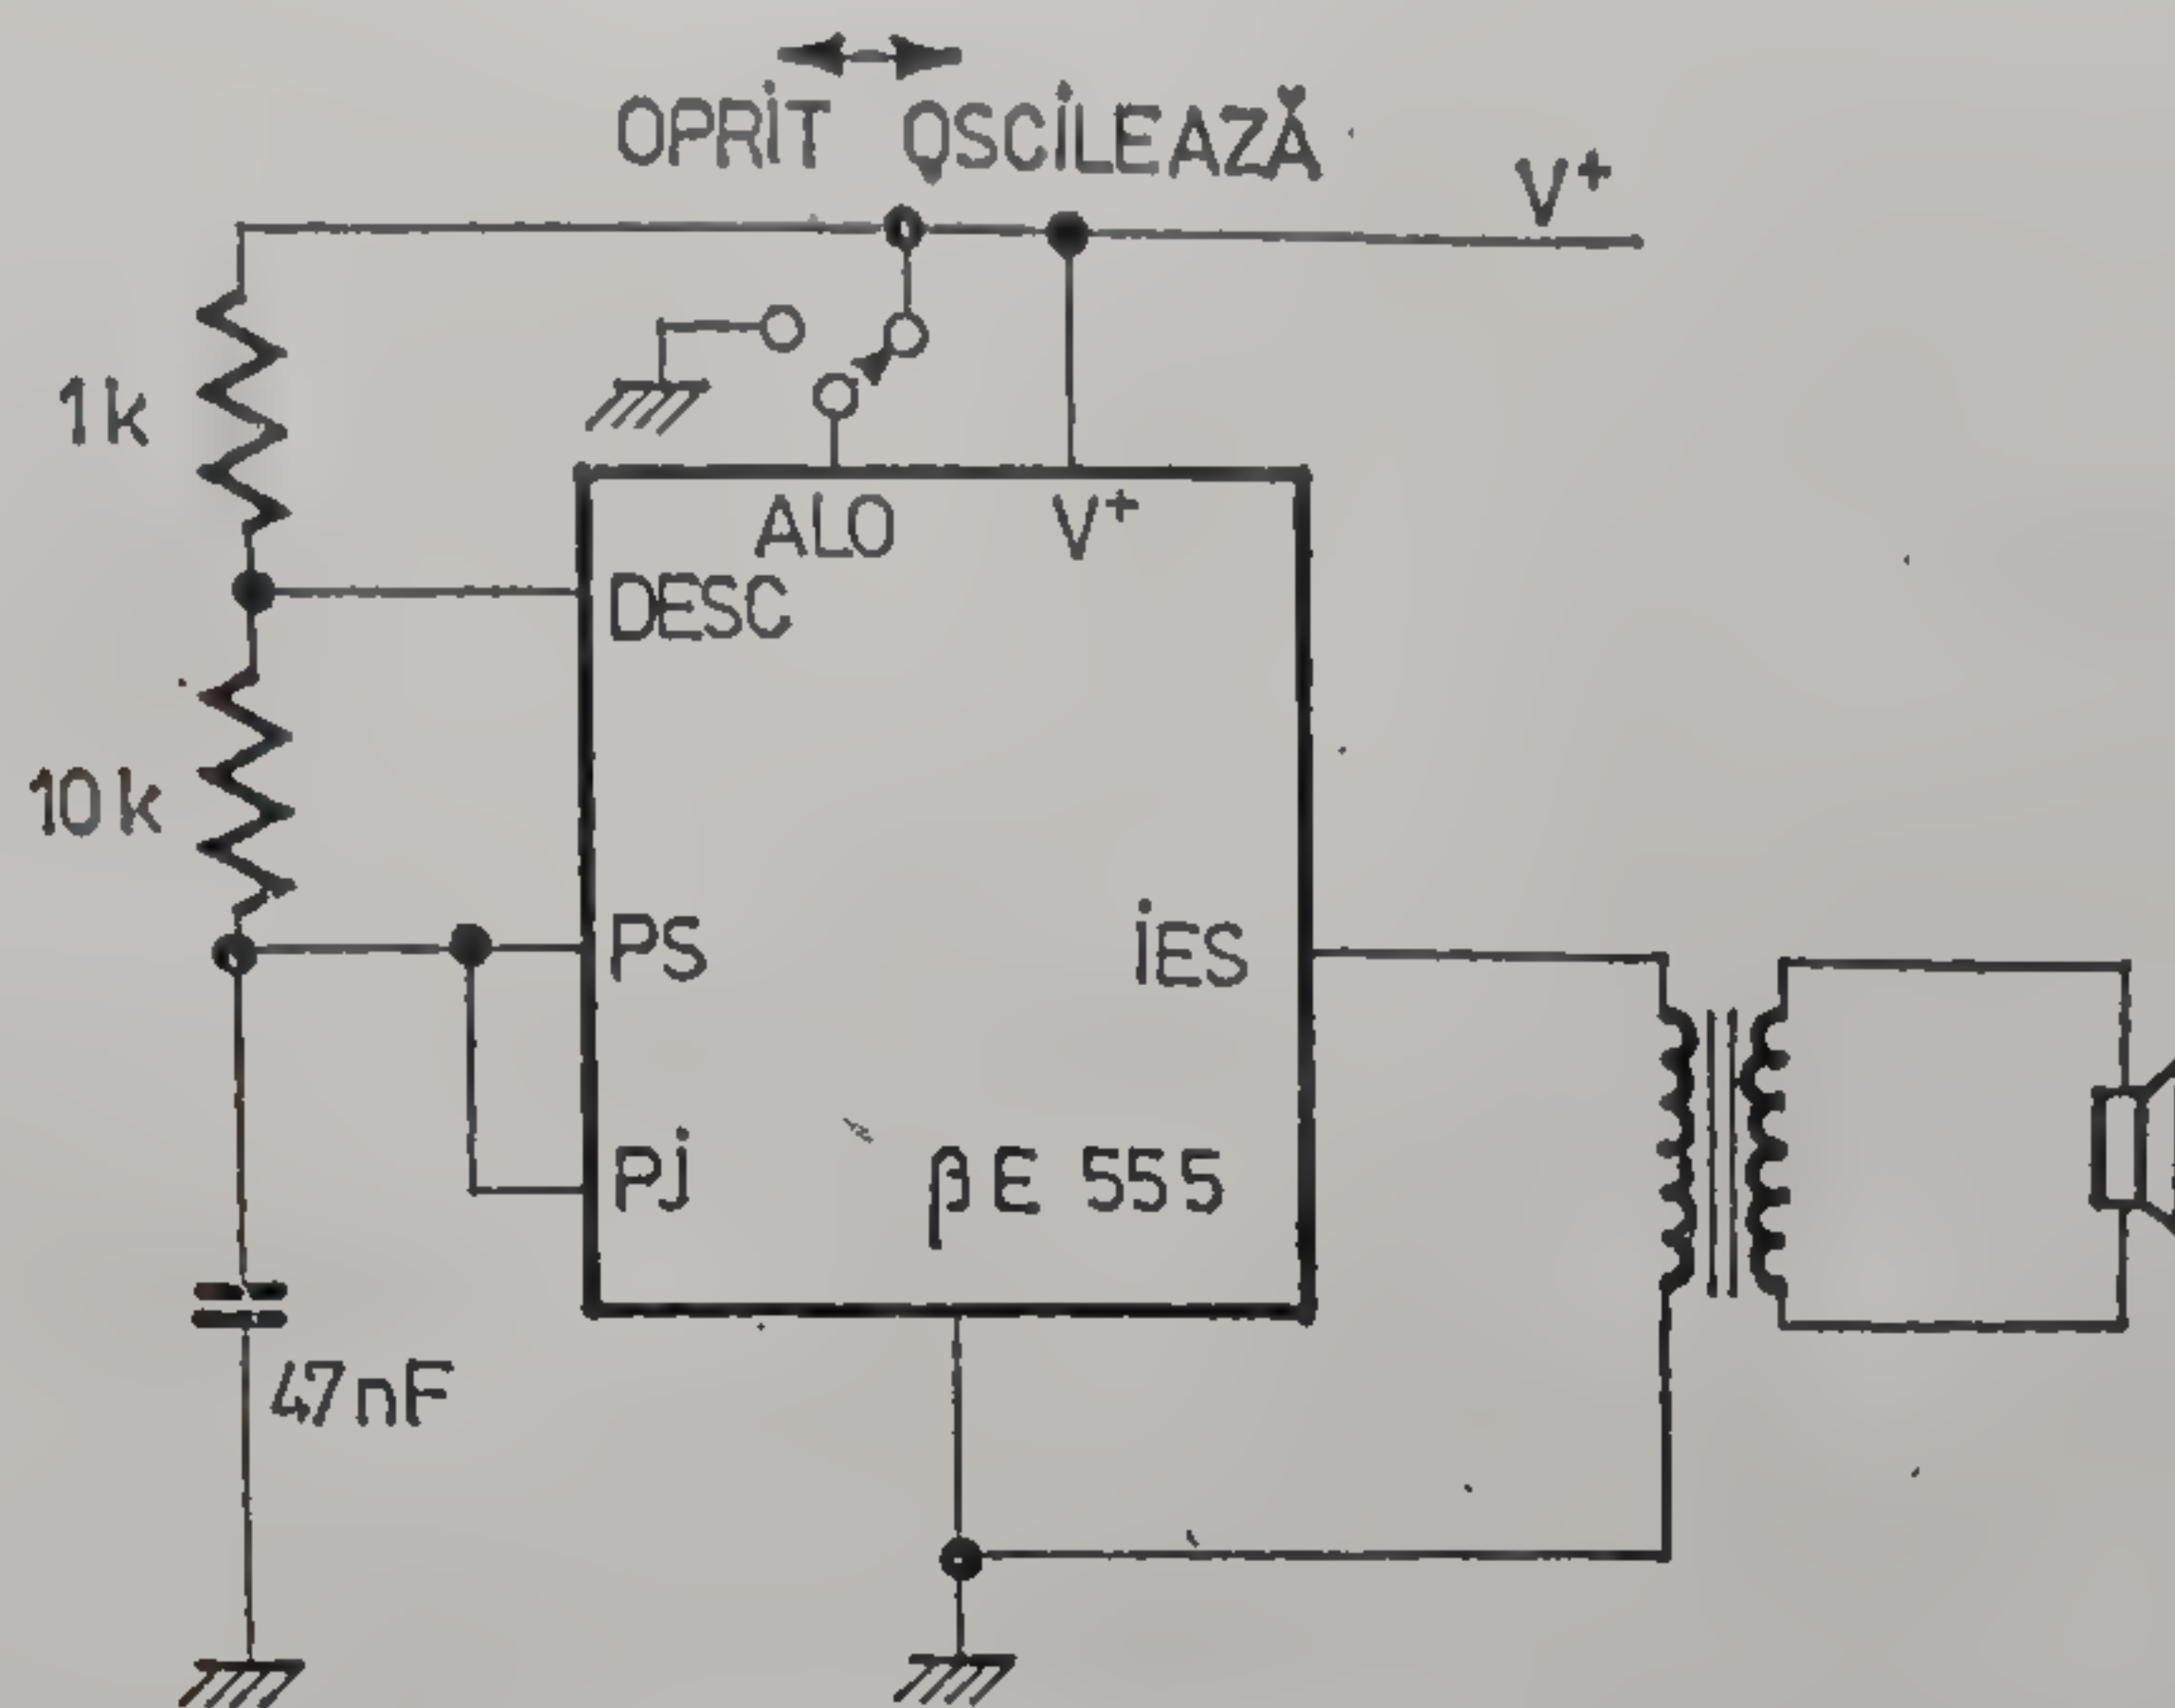 OPRIT OSCILEAZĂ
V+
1k
ALO V+
DESC
10k
PS IES
PJ βE 555
47nF